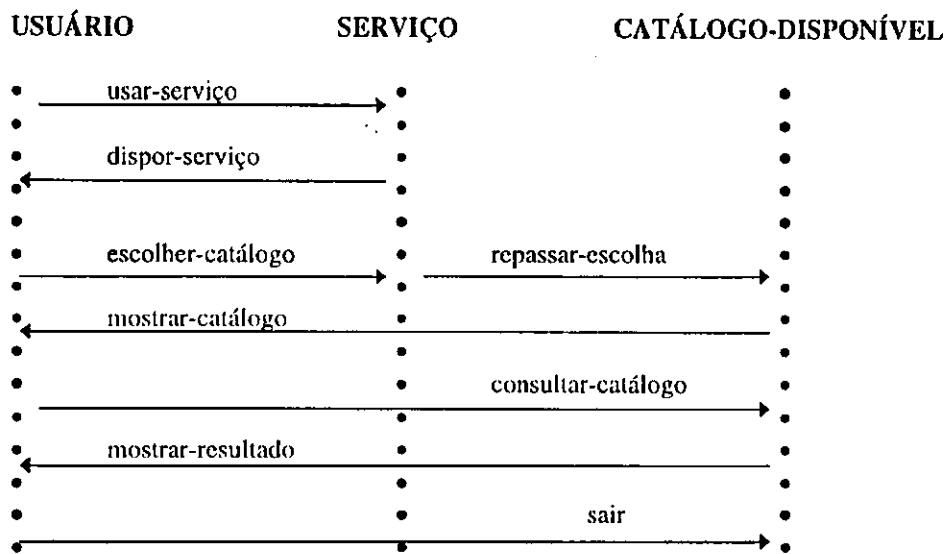 USUÁRIO SERVIÇO CATÁLOGO-DISPONÍVEL
usar-serviço
dispor-serviço
escolher-catálogo repassar-escolha
mostrar-catálogo
consultar-catálogo
mostrar-resultado
sair